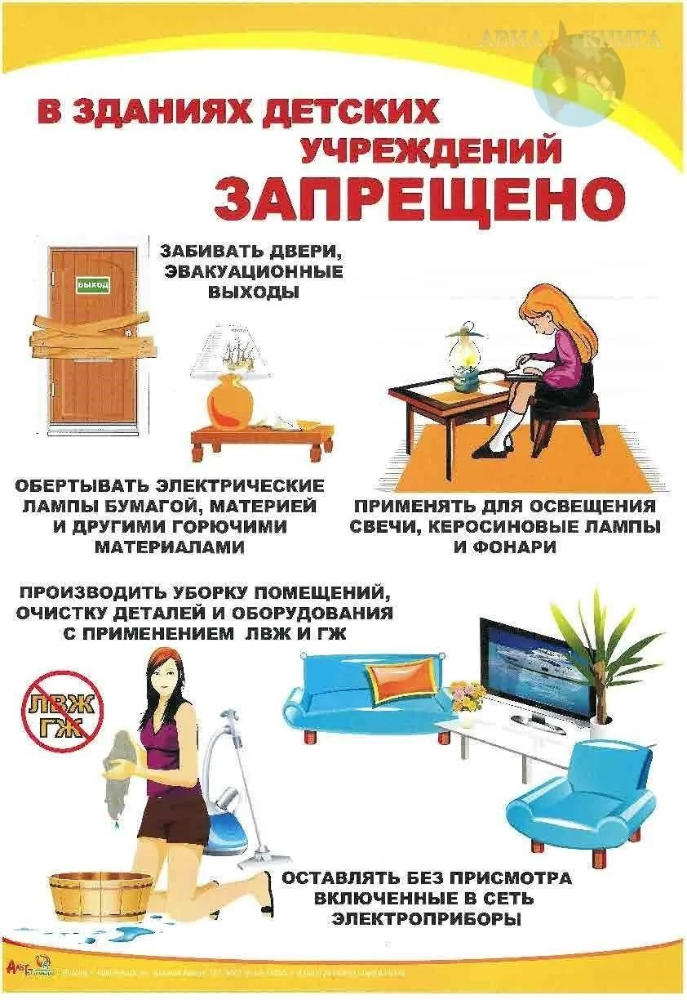 АВИА КНИГА
В ЗДАНИЯХ ДЕТСКИХ
УЧРЕЖДЕНИЙ
ЗАПРЕЩЕНО
ЗАБИВАТЬ ДВЕРИ,
ЭВАКУАЦИОННЫЕ
ВЫХОДЫ
ВЫХОД
ОБЕРТЫВАТЬ ЭЛЕКТРИЧЕСКИЕ
ЛАМПЫ БУМАГОЙ, МАТЕРИЕЙ
И ДРУГИМИ ГОРЮЧИМИ
МАТЕРИАЛАМИ
ПРИМЕНЯТЬ ДЛЯ ОСВЕЩЕНИЯ
СВЕЧИ, КЕРОСИНОВЫЕ ЛАМПЫ
И ФОНАРИ
ПРОИЗВОДИТЬ УБОРКУ ПОМЕЩЕНИЙ,
ОЧИСТКУ ДЕТАЛЕЙ И ОБОРУДОВАНИЯ
С ПРИМЕНЕНИЕМ ЛВЖ И ГЖ
ЛВЖ
ГЖ
ОСТАВЛЯТЬ БЕЗ ПРИСМОТРА
ВКЛЮЧЕННЫЕ В СЕТЬ
ЭЛЕКТРОПРИБОРЫ